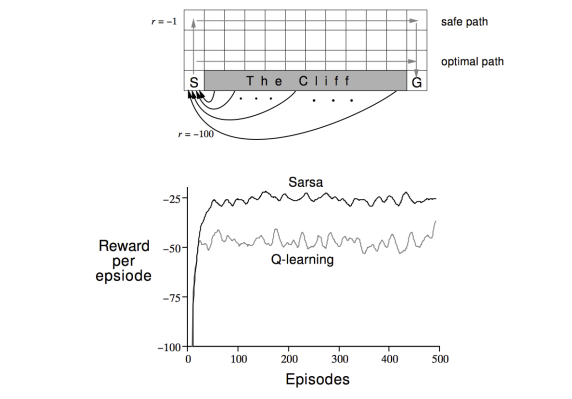 r = −1
safe path
optimal path
S
The Cliff
G
. . .
. . .
r = −100
Sarsa
−25
Reward
per
epsiode
−50
Q-learning
−75
−100
0 100 200 300 400 500
Episodes